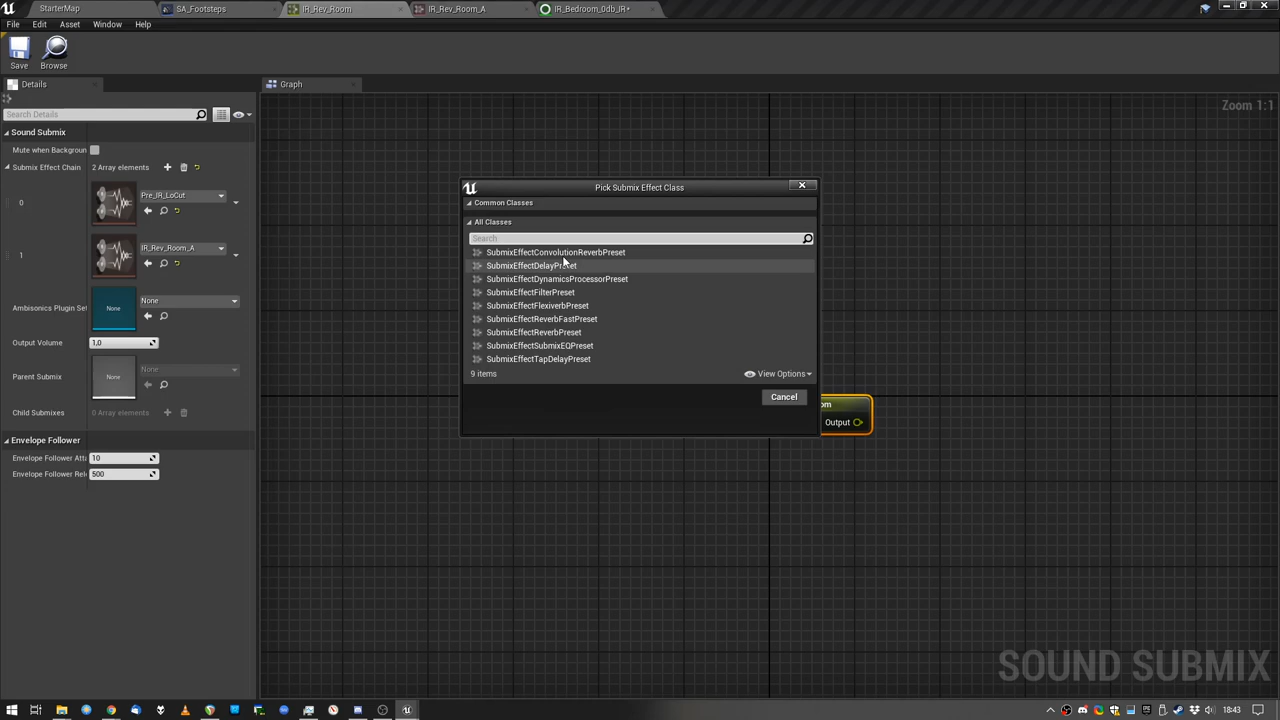 StarterMap
SA_Footsteps
IR_Rev_Room
IR_Rev_Room_A
IR_Bedroom_0db_IR*
File Edit Asset Window Help
Save Browse
Details
Graph
Search Details
Zoom 1:1
Sound Submix
Mute when Backgroun
Submix Effect Chain 2 Array elements
0 Pre_IR_LoCut
1 IR_Rev_Room_A
Ambisonics Plugin Set None None
Output Volume 1,0
Parent Submix None None
Child Submixes 0 Array elements
Envelope Follower
Envelope Follower Atta 10
Envelope Follower Rele 500
Pick Submix Effect Class
Common Classes
All Classes
Search
SubmixEffectConvolutionReverbPreset
SubmixEffectDelayPreset
SubmixEffectDynamicsProcessorPreset
SubmixEffectFilterPreset
SubmixEffectFlexiverbPreset
SubmixEffectReverbFastPreset
SubmixEffectReverbPreset
SubmixEffectSubmixEQPreset
SubmixEffectTapDelayPreset
9 items View Options
Cancel
om
Output
SOUND SUBMIX
18:43